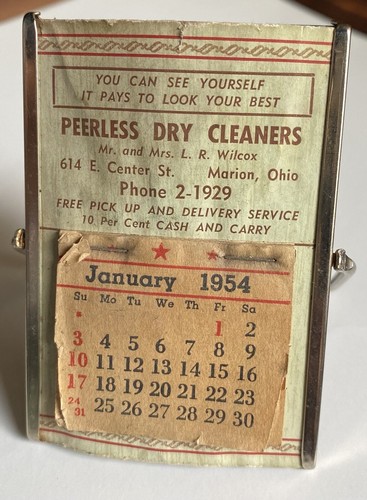 YOU CAN SEE YOURSELF
IT PAYS TO LOOK YOUR BEST
PEERLESS DRY CLEANERS
Mr. and Mrs. L. R. Wilcox
614 E. Center St. Marion, Ohio
Phone 2-1929
FREE PICK UP AND DELIVERY SERVICE
10 Per Cent CASH AND CARRY
January 1954
Su Mo Tu We Th Fr Sa
1 2
3 4 5 6 7 8 9
10 11 12 13 14 15 16
17 18 19 20 21 22 23
24
31 25 26 27 28 29 30